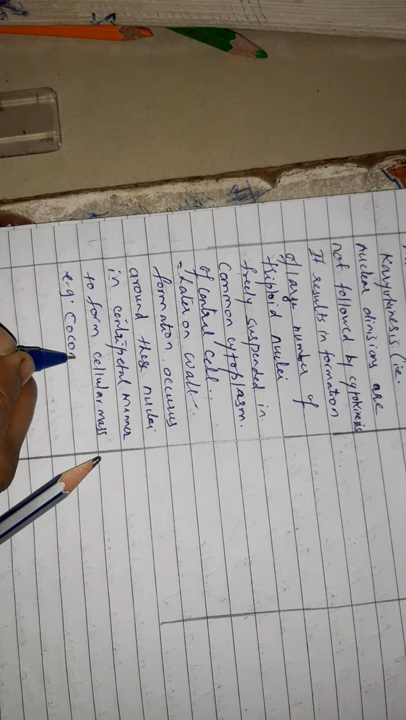 Karyokinesis i.e.
nuclear divisions are
not followed by cytokinesis
It results in formation
of large number of
triploid nuclei
freely suspended in
common cytoplasm.
of central cell.
Later on wall-
formation occurs
around these nuclei
in centripetal manner
to form cellular mass
e.g. Coco